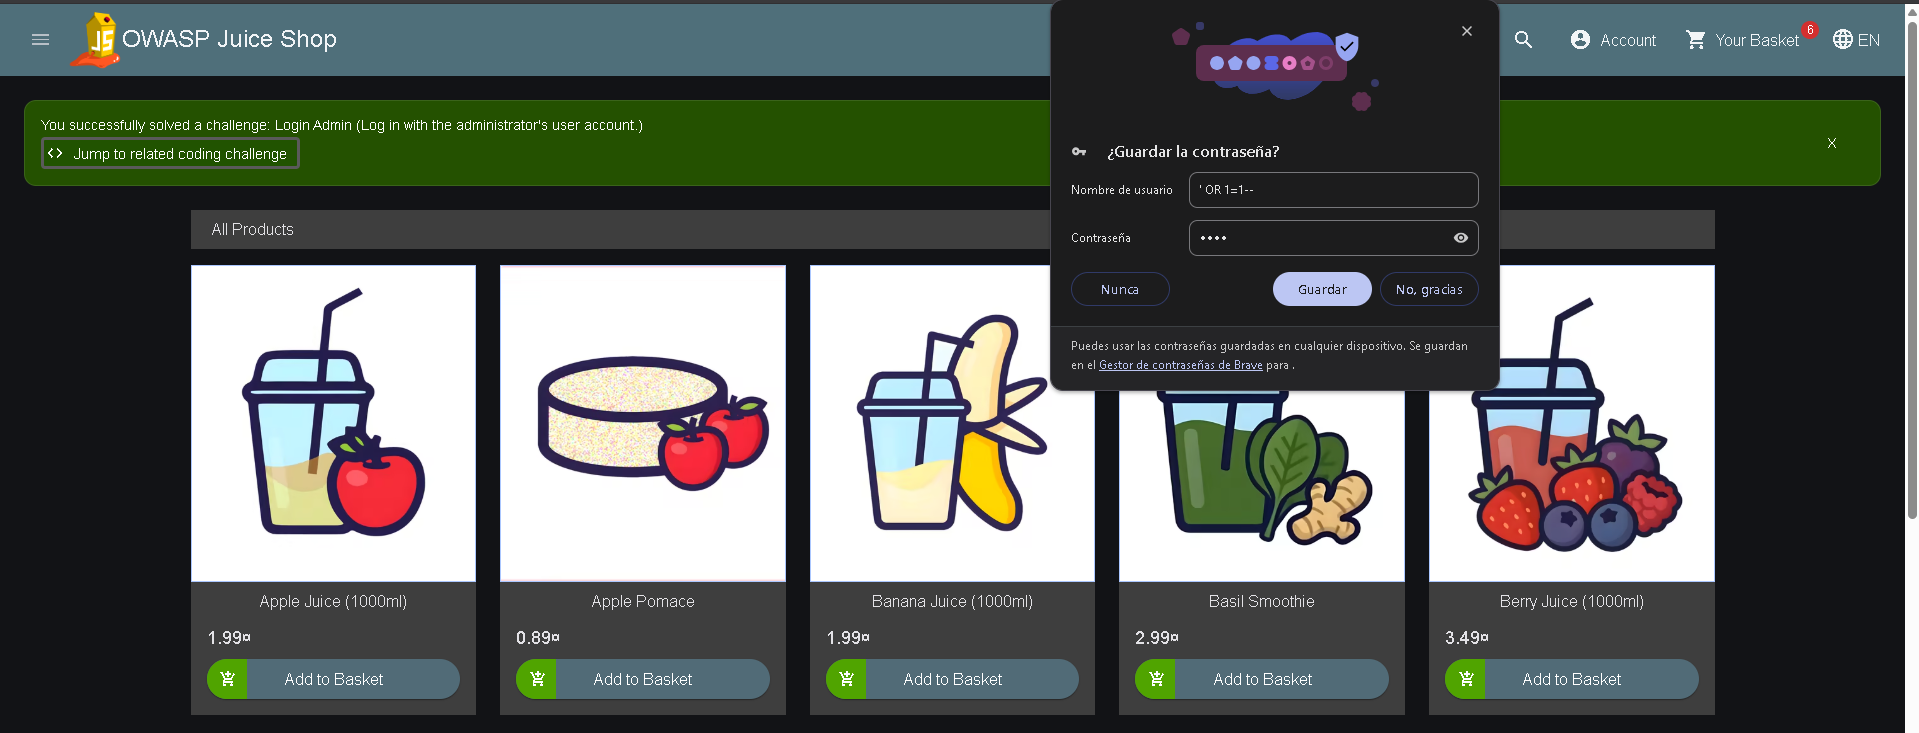 JS
OWASP Juice Shop
Account
Your Basket
6
EN
You successfully solved a challenge: Login Admin (Log in with the administrator's user account.)
Jump to related coding challenge
X
¿Guardar la contraseña?
Nombre de usuario
' OR 1=1--
Contraseña
••••
Nunca
Guardar
No, gracias
Puedes usar las contraseñas guardadas en cualquier dispositivo. Se guardan
en el Gestor de contraseñas de Brave para .
All Products
Apple Juice (1000ml)
1.99¤
Add to Basket
Apple Pomace
0.89¤
Add to Basket
Banana Juice (1000ml)
1.99¤
Add to Basket
Basil Smoothie
2.99¤
Add to Basket
Berry Juice (1000ml)
3.49¤
Add to Basket